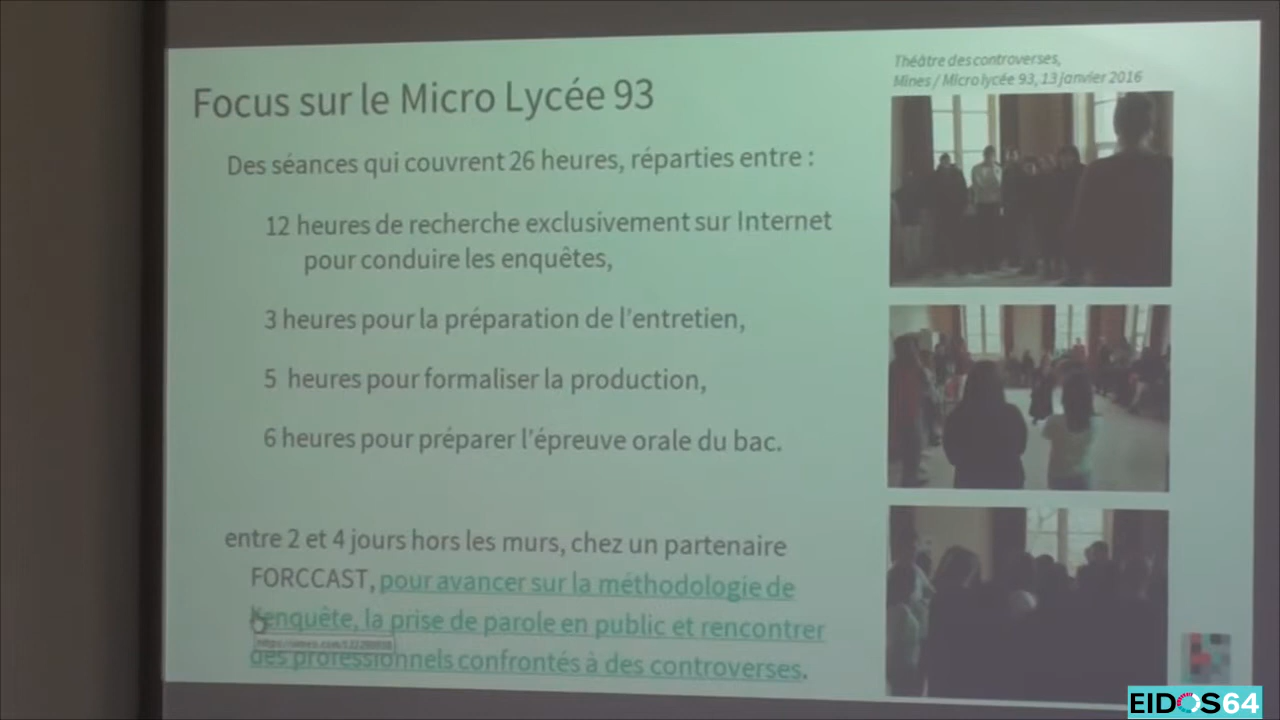 Théâtre des controverses,
Mines / Micro lycée 93, 13 janvier 2016
Focus sur le Micro Lycée 93
Des séances qui couvrent 26 heures, réparties entre :
12 heures de recherche exclusivement sur Internet
pour conduire les enquêtes,
3 heures pour la préparation de l'entretien,
5 heures pour formaliser la production,
6 heures pour préparer l'épreuve orale du bac.
entre 2 et 4 jours hors les murs, chez un partenaire
FORCCAST, pour avancer sur la méthodologie de
l'enquête, la prise de parole en public et rencontrer
des professionnels confrontés à des controverses.
EIDOS64